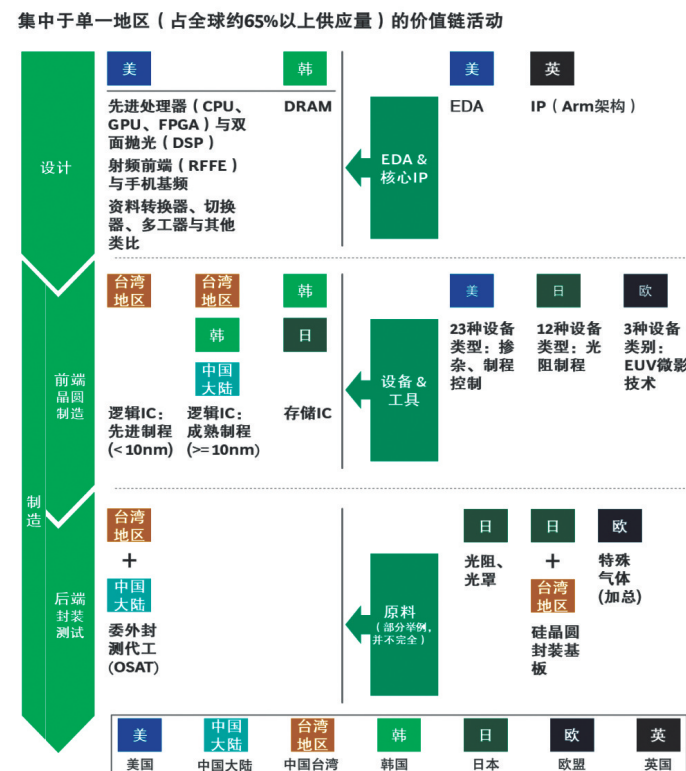 集中于单一地区（占全球约65%以上供应量）的价值链活动
设计
美
韩
先进处理器（CPU、
GPU、FPGA）与双
面抛光（DSP）
射频前端（RFFE）
与手机基频
资料转换器、切换
器、多工器与其他
类比
DRAM
EDA &
核心IP
美
英
EDA
IP（Arm架构）
制
造
前端
晶圆
制造
台湾
地区
逻辑IC：
先进制程
(<10nm)
台湾
地区
韩
中国
大陆
逻辑IC：
成熟制程
(>=10nm)
韩
日
存储IC
设备 &
工具
美
23种设备
类型：掺
杂、制程
控制
日
12种设备
类型：光
阻制程
欧
3种设备
类别：
EUV微影
技术
后端
封装
测试
台湾
地区
+
中国
大陆
委外封
测代工
(OSAT)
原料
（部分举例，
并不完全）
日
光阻、
光罩
日
+
台湾
地区
硅晶圆
封装基
板
欧
特殊
气体
(加总)
美
中国
大陆
台湾
地区
韩
日
欧
英
美国
中国大陆
中国台湾
韩国
日本
欧盟
英国